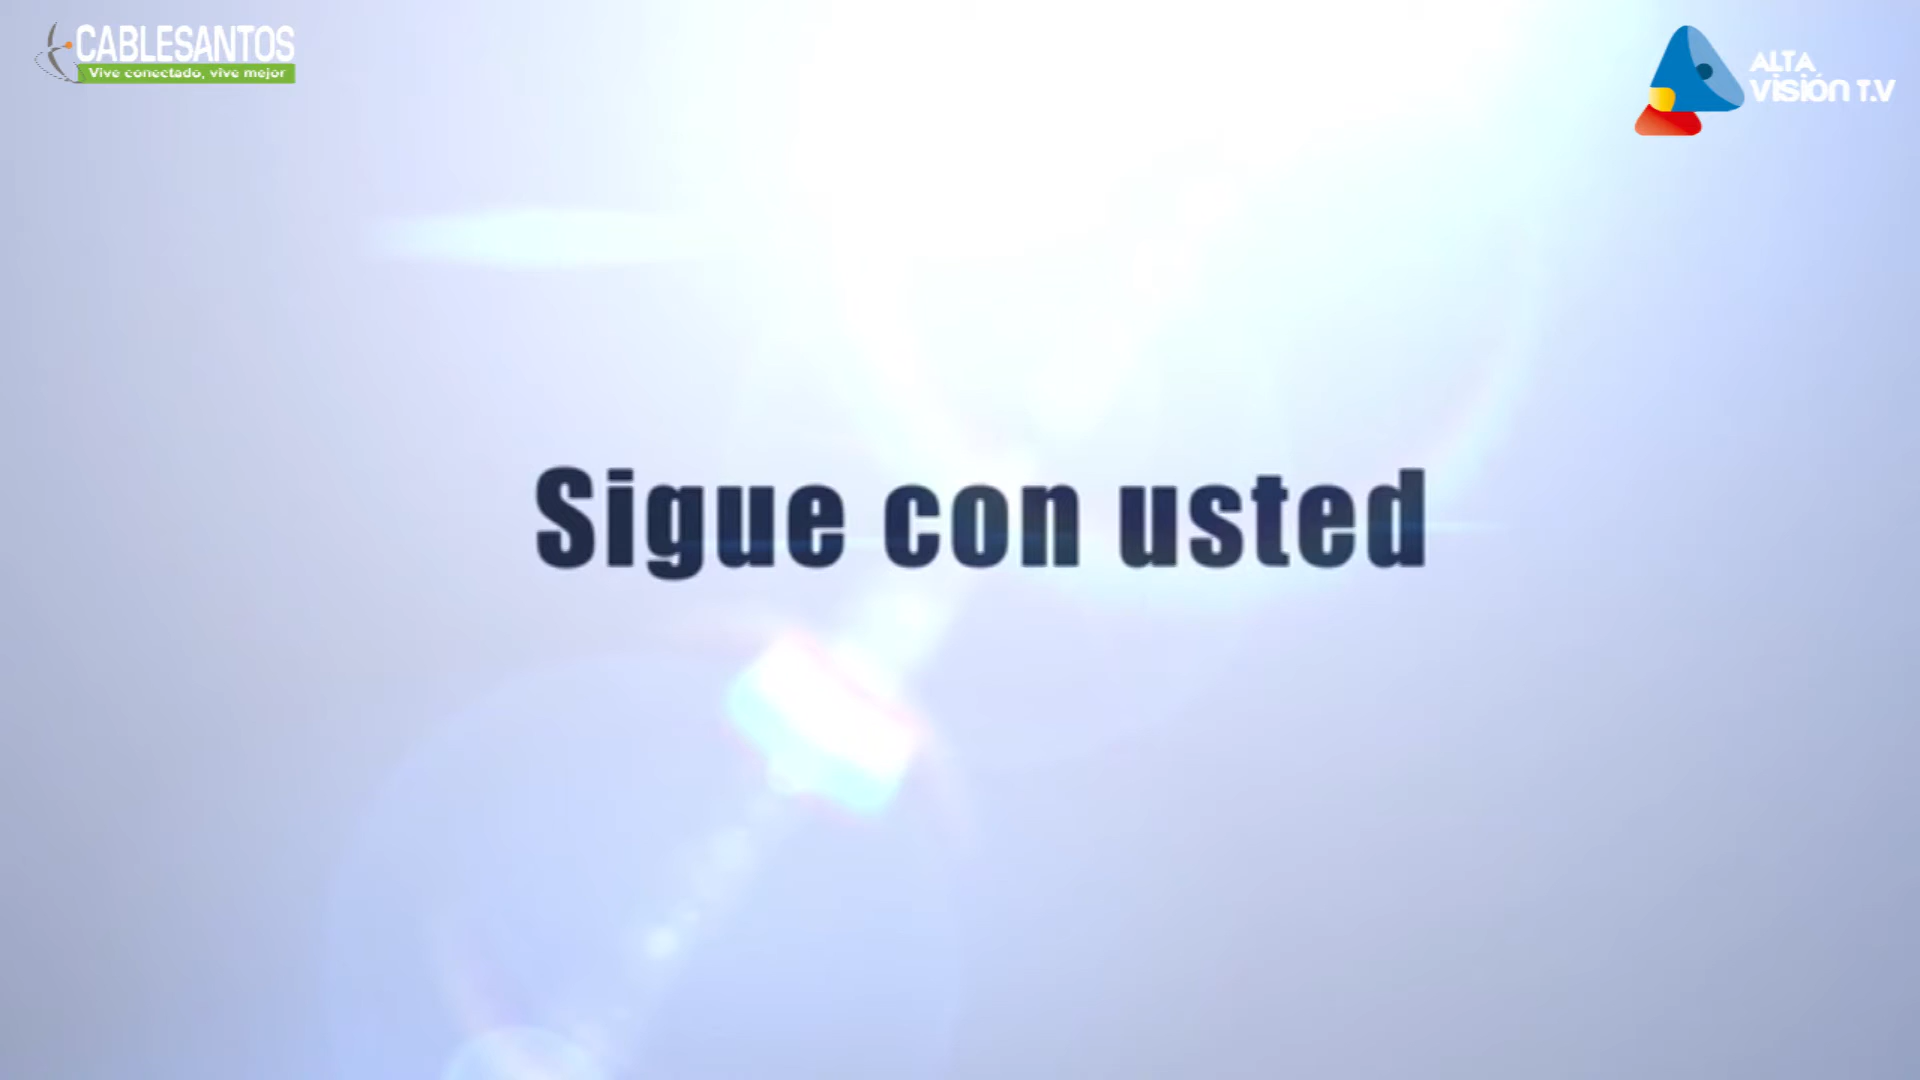 CABLESANTOS
Vive conectado, vive mejor
ALTA
visión T.V
Sigue con usted